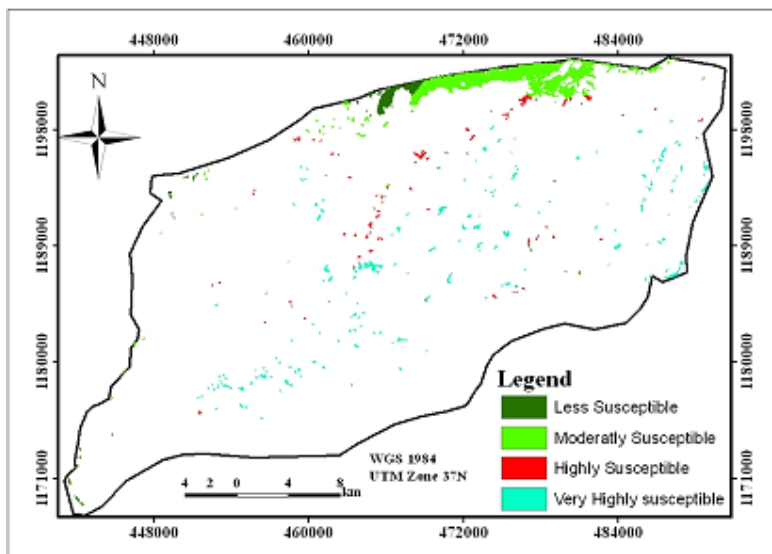 448000 460000 472000 484000
N
1198000 1198000
1189000 1189000
1180000 1180000
1171000 1171000
Legend
Less Susceptible
Moderatly Susceptible
Highly Susceptible
Very Highly susceptible
WGS 1984
UTM Zone 37N
4 2 0 4 8
km
448000 460000 472000 484000